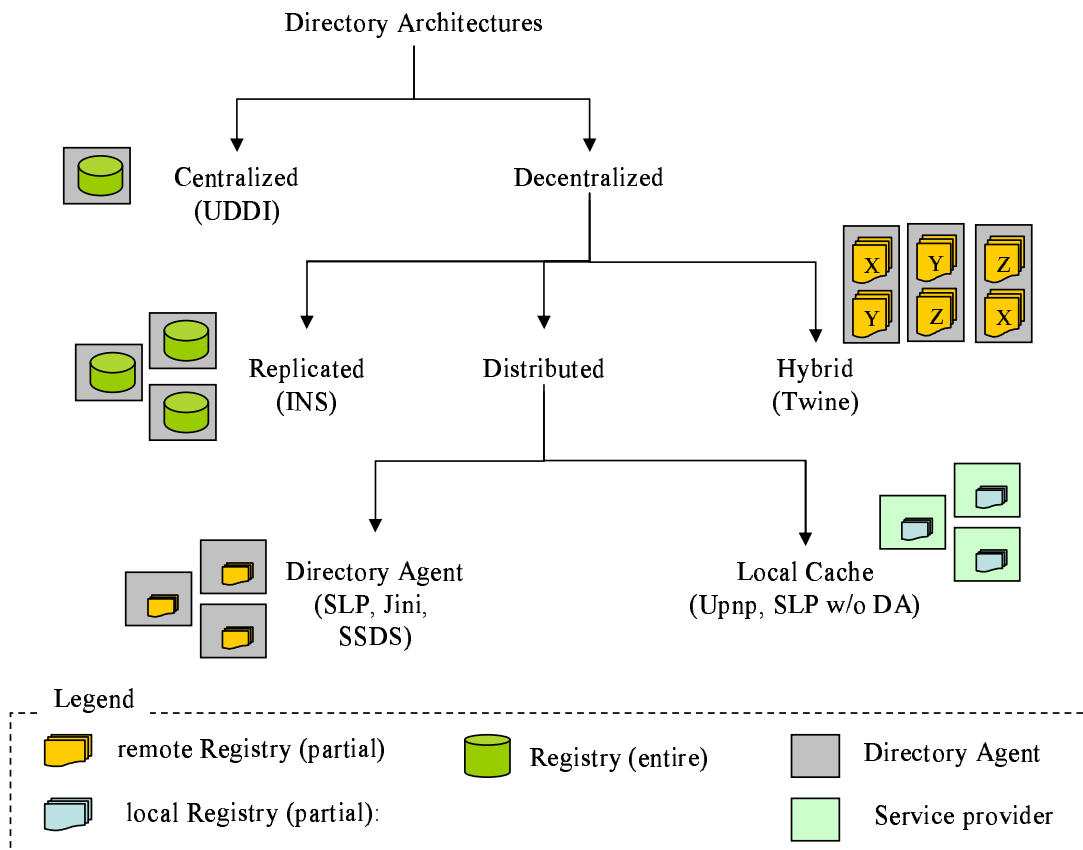 Directory Architectures
Centralized
(UDDI)
Decentralized
X
Y
Z
Y
Z
X
Replicated
(INS)
Distributed
Hybrid
(Twine)
Directory Agent
(SLP, Jini,
SSDS)
Local Cache
(Upnp, SLP w/o DA)
Legend
remote Registry (partial)
Registry (entire)
Directory Agent
local Registry (partial):
Service provider